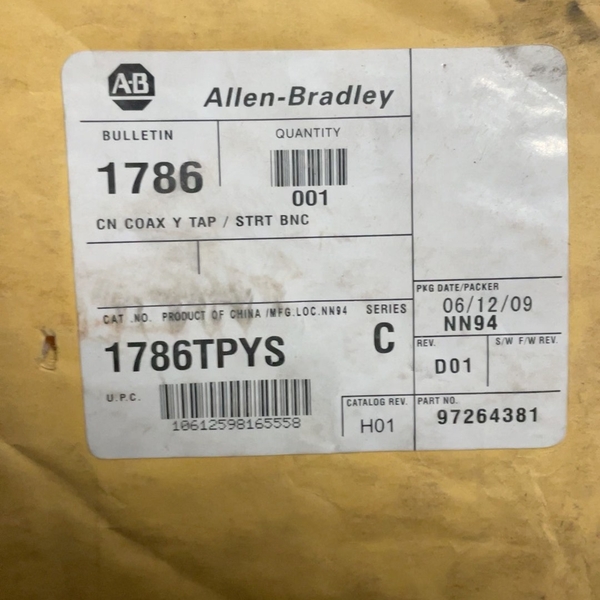 A-B
Allen-Bradley
BULLETIN
QUANTITY
1786
001
CN COAX Y TAP / STRT BNC
CAT .NO. PRODUCT OF CHINA /MFG.LOC.NN94
SERIES
1786TPYS
C
U.P.C.
10612598165558
CATALOG REV.
H01
PKG DATE/PACKER
06/12/09
NN94
REV.
S/W F/W REV.
D01
PART NO.
97264381